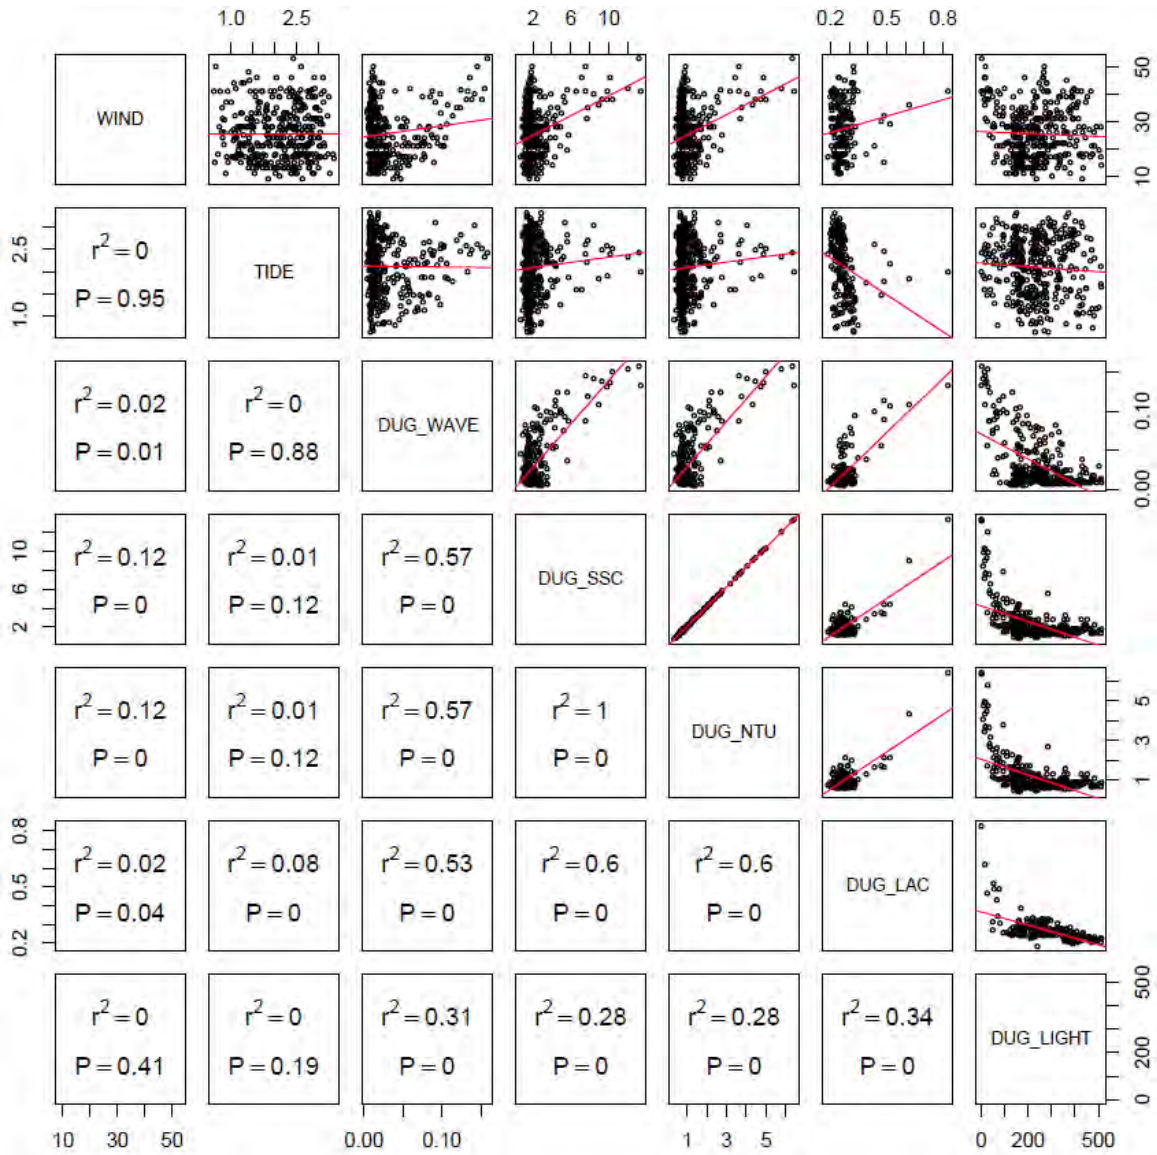 2 6 10 0.2 0.5 0.8
1.0 2.5
WIND
50
30
10
2.5
1.0
r² = 0
P = 0.95
TIDE
r² = 0.02
P = 0.01
r² = 0
P = 0.88
DUG_WAVE
0.10
0.00
10
6
2
r² = 0.12
P = 0
r² = 0.01
P = 0.12
r² = 0.57
P = 0
DUG_SSC
r² = 0.12
P = 0
r² = 0.01
P = 0.12
r² = 0.57
P = 0
r² = 1
P = 0
DUG_NTU
5
3
1
0.8
0.5
0.2
r² = 0.02
P = 0.04
r² = 0.08
P = 0
r² = 0.53
P = 0
r² = 0.6
P = 0
r² = 0.6
P = 0
DUG_LAC
r² = 0
P = 0.41
r² = 0
P = 0.19
r² = 0.31
P = 0
r² = 0.28
P = 0
r² = 0.28
P = 0
r² = 0.34
P = 0
DUG_LIGHT
500
200
0
10 30 50
0.00 0.10
1 3 5
0 200 500